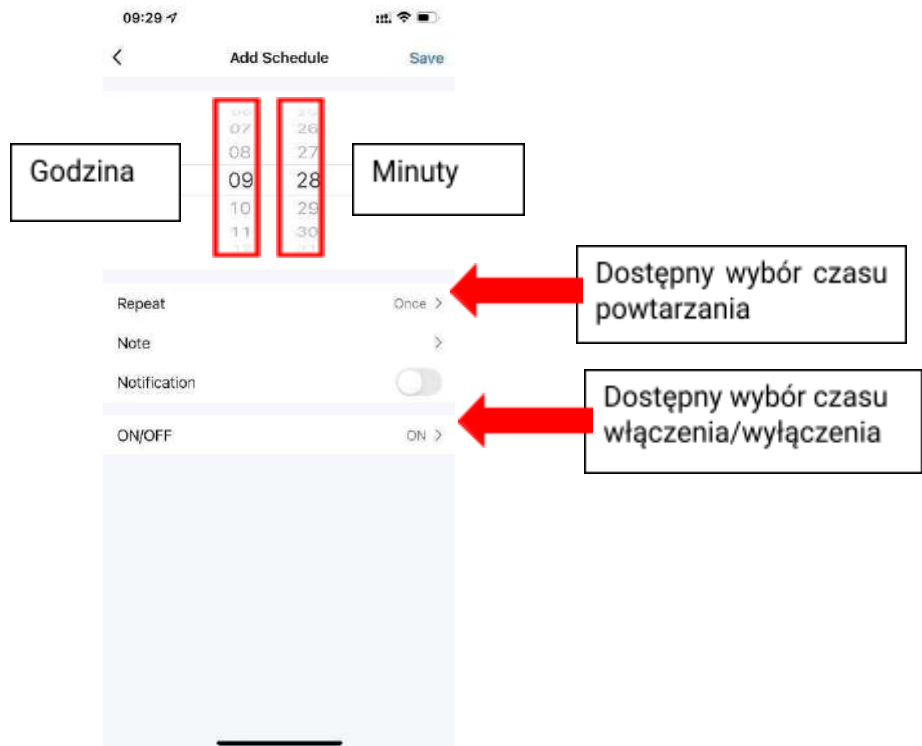 09:29
Add Schedule
Save
07 26
08 27
Godzina
09 28
Minuty
10 29
11 30
Dostępny wybór czasu
powtarzania
Repeat
Once >
Note >
Notification
Dostępny wybór czasu
włączenia/wyłączenia
ON/OFF
ON >